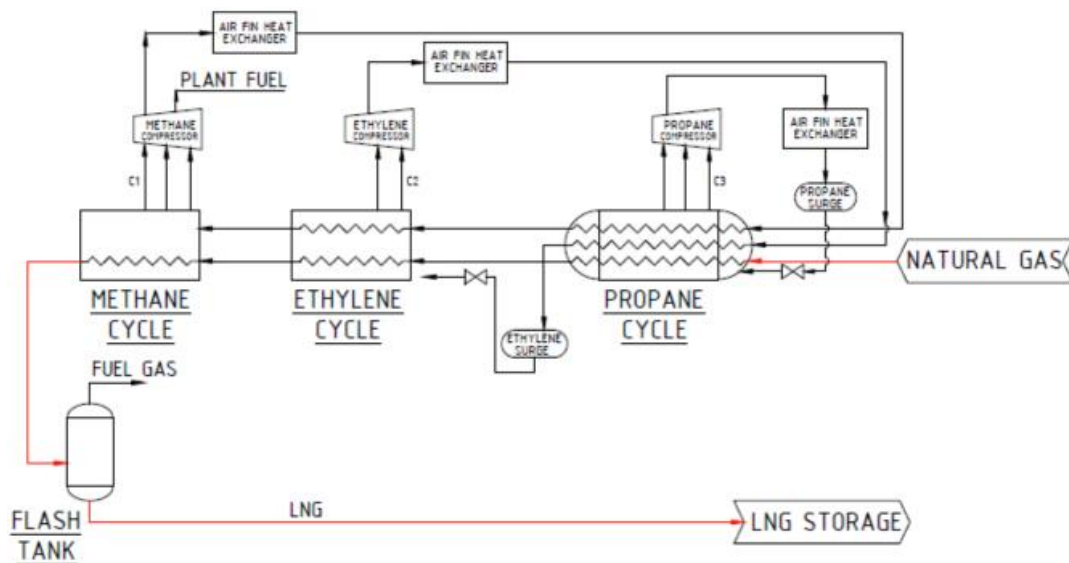 AIR FIN HEAT
EXCHANGER
AIR FIN HEAT
EXCHANGER
PLANT FUEL
METHANE
COMPRESSOR
ETHYLENE
COMPRESSOR
PROPANE
COMPRESSOR
AIR FIN HEAT
EXCHANGER
C1
C2
C3
PROPANE
SURGE
NATURAL GAS
METHANE
CYCLE
ETHYLENE
CYCLE
PROPANE
CYCLE
ETHYLENE
SURGE
FUEL GAS
LNG
LNG STORAGE
FLASH
TANK